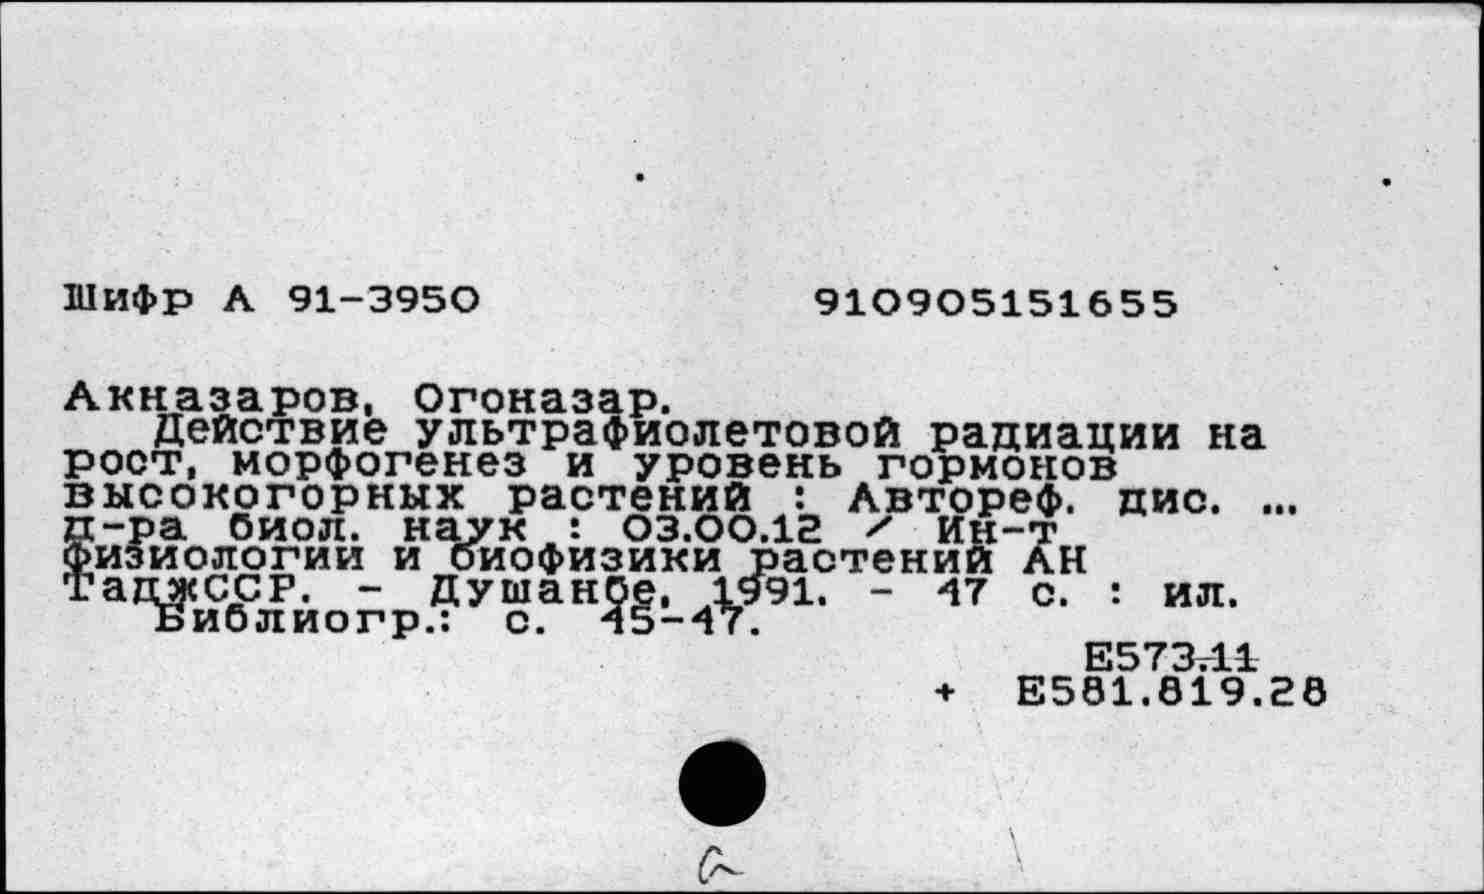 Шифр А 91-3950 910905151655
Акназаров, Огоназар.
Действие ультрафиолетовой радиации на
рост, морфогенез и уровень гормонов
высокогорных растений : Автореф. дис. ...
д-ра биол. наук : 03.00.12 / Ин-т
физиологии и биофизики растений АН
ТаджССР. - Душанбе, 1991. - 47 с. : ил.
Библиогр.: с. 45-47.
Е573.11
+ Е581.819.28